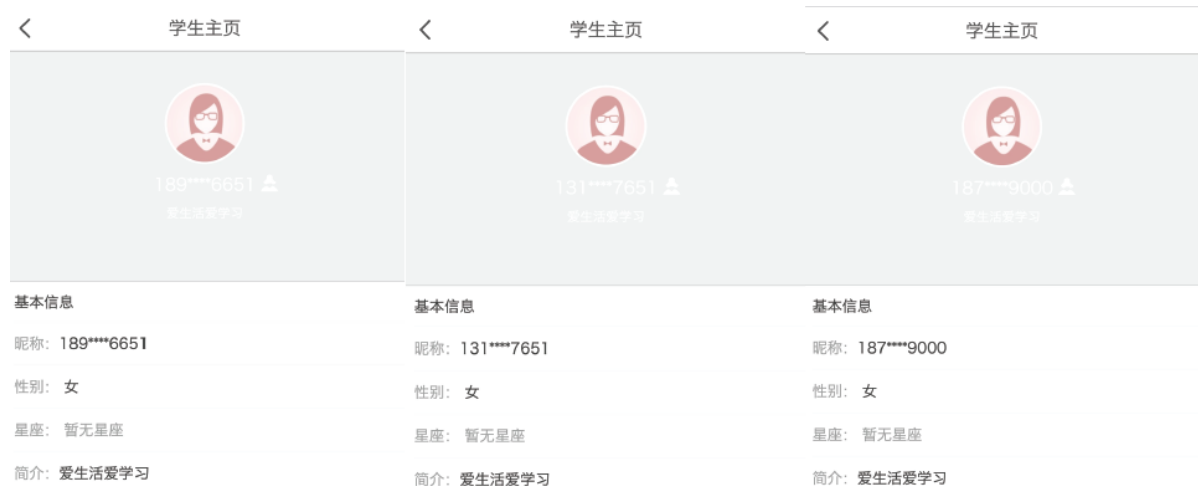 学生主页
189****6651
爱生活爱学习
基本信息
昵称: 189****6651
性别: 女
星座: 暂无星座
简介: 爱生活爱学习
学生主页
131****7651
爱生活爱学习
基本信息
昵称: 131****7651
性别: 女
星座: 暂无星座
简介: 爱生活爱学习
学生主页
187****9000
爱生活爱学习
基本信息
昵称: 187****9000
性别: 女
星座: 暂无星座
简介: 爱生活爱学习